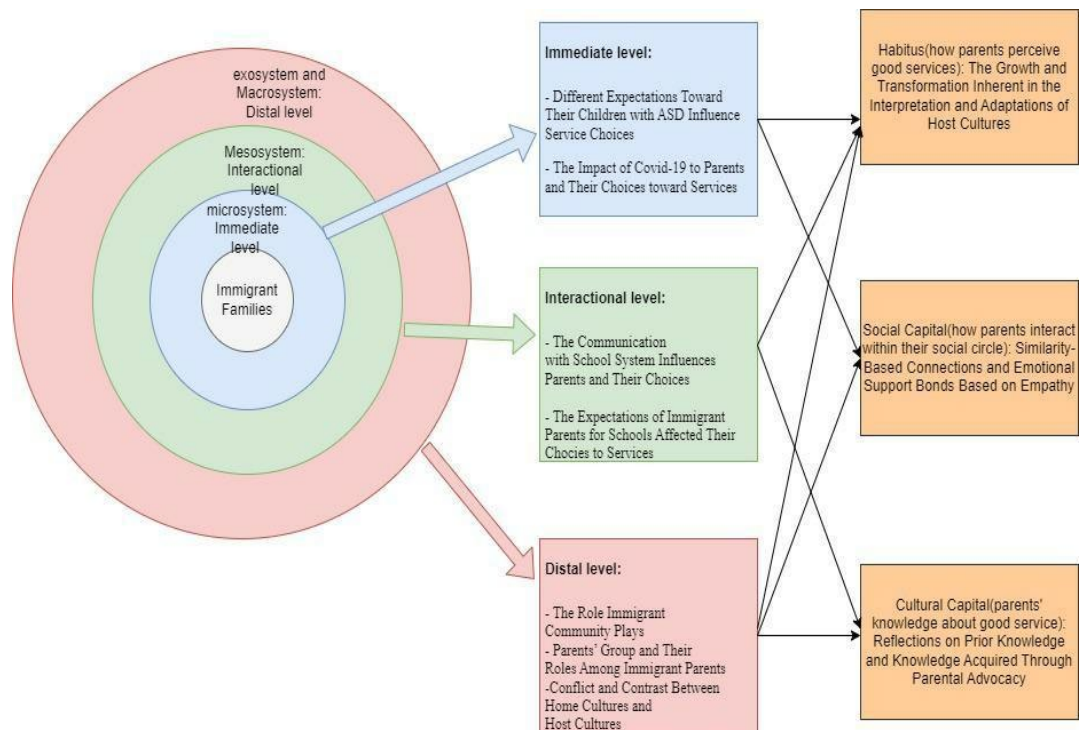 exosystem and
Macrosystem:
Distal level
Mesosystem:
Interactional
level
microsystem:
Immediate
level
Immigrant
Families
Immediate level:
- Different Expectations Toward
Their Children with ASD Influence
Service Choices
- The Impact of Covid-19 to Parents
and Their Choices toward Services
Interactional level:
- The Communication
with School System Influences
Parents and Their Choices
- The Expectations of Immigrant
Parents for Schools Affected Their
Chocies to Services
Distal level:
- The Role Immigrant
Community Plays
- Parents' Group and Their
Roles Among Immigrant Parents
-Conflict and Contrast Between
Home Cultures and
Host Cultures
Habitus(how parents perceive
good services): The Growth and
Transformation Inherent in the
Interpretation and Adaptations of
Host Cultures
Social Capital(how parents interact
within their social circle): Similarity-
Based Connections and Emotional
Support Bonds Based on Empathy
Cultural Capital(parents'
knowledge about good service):
Reflections on Prior Knowledge
and Knowledge Acquired Through
Parental Advocacy